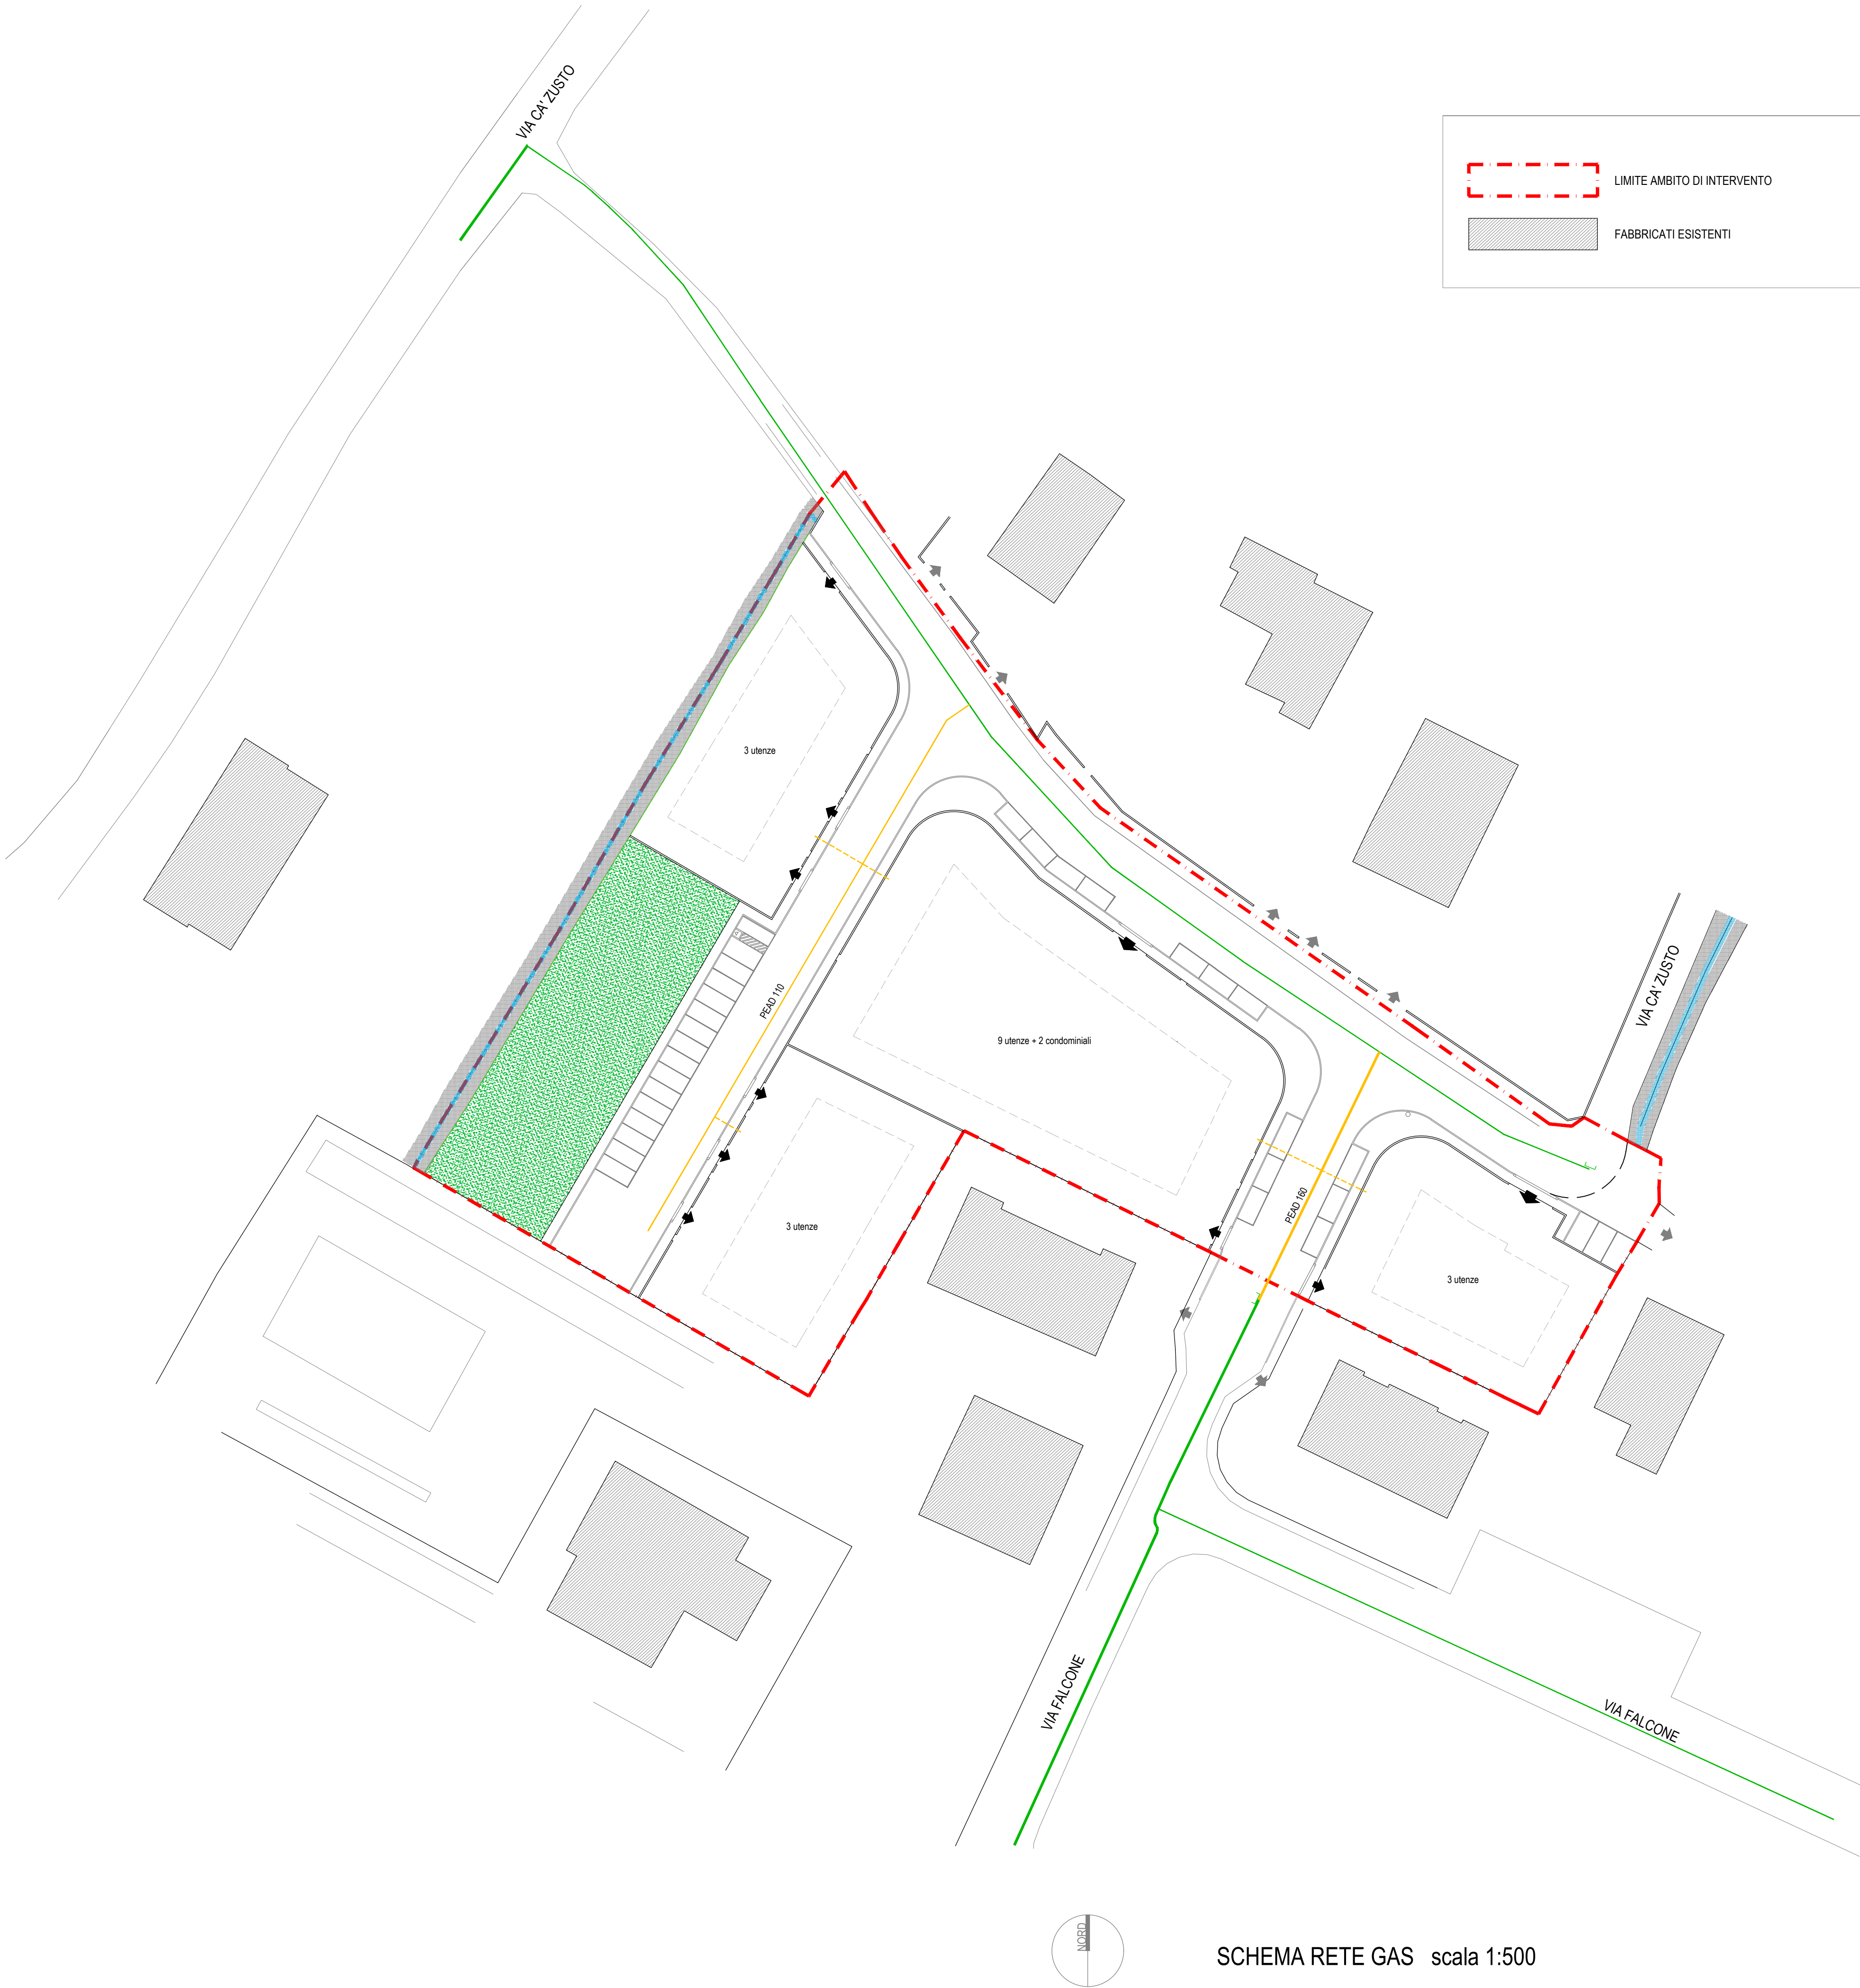 VIA CA' ZUSTO
LIMITE AMBITO DI INTERVENTO
FABBRICATI ESISTENTI
3 utenze
PEAD 110
9 utenze + 2 condominiali
VIA CA' ZUSTO
PEAD 160
3 utenze
3 utenze
VIA FALCONE
VIA FALCONE
NORD
SCHEMA RETE GAS scala 1:500